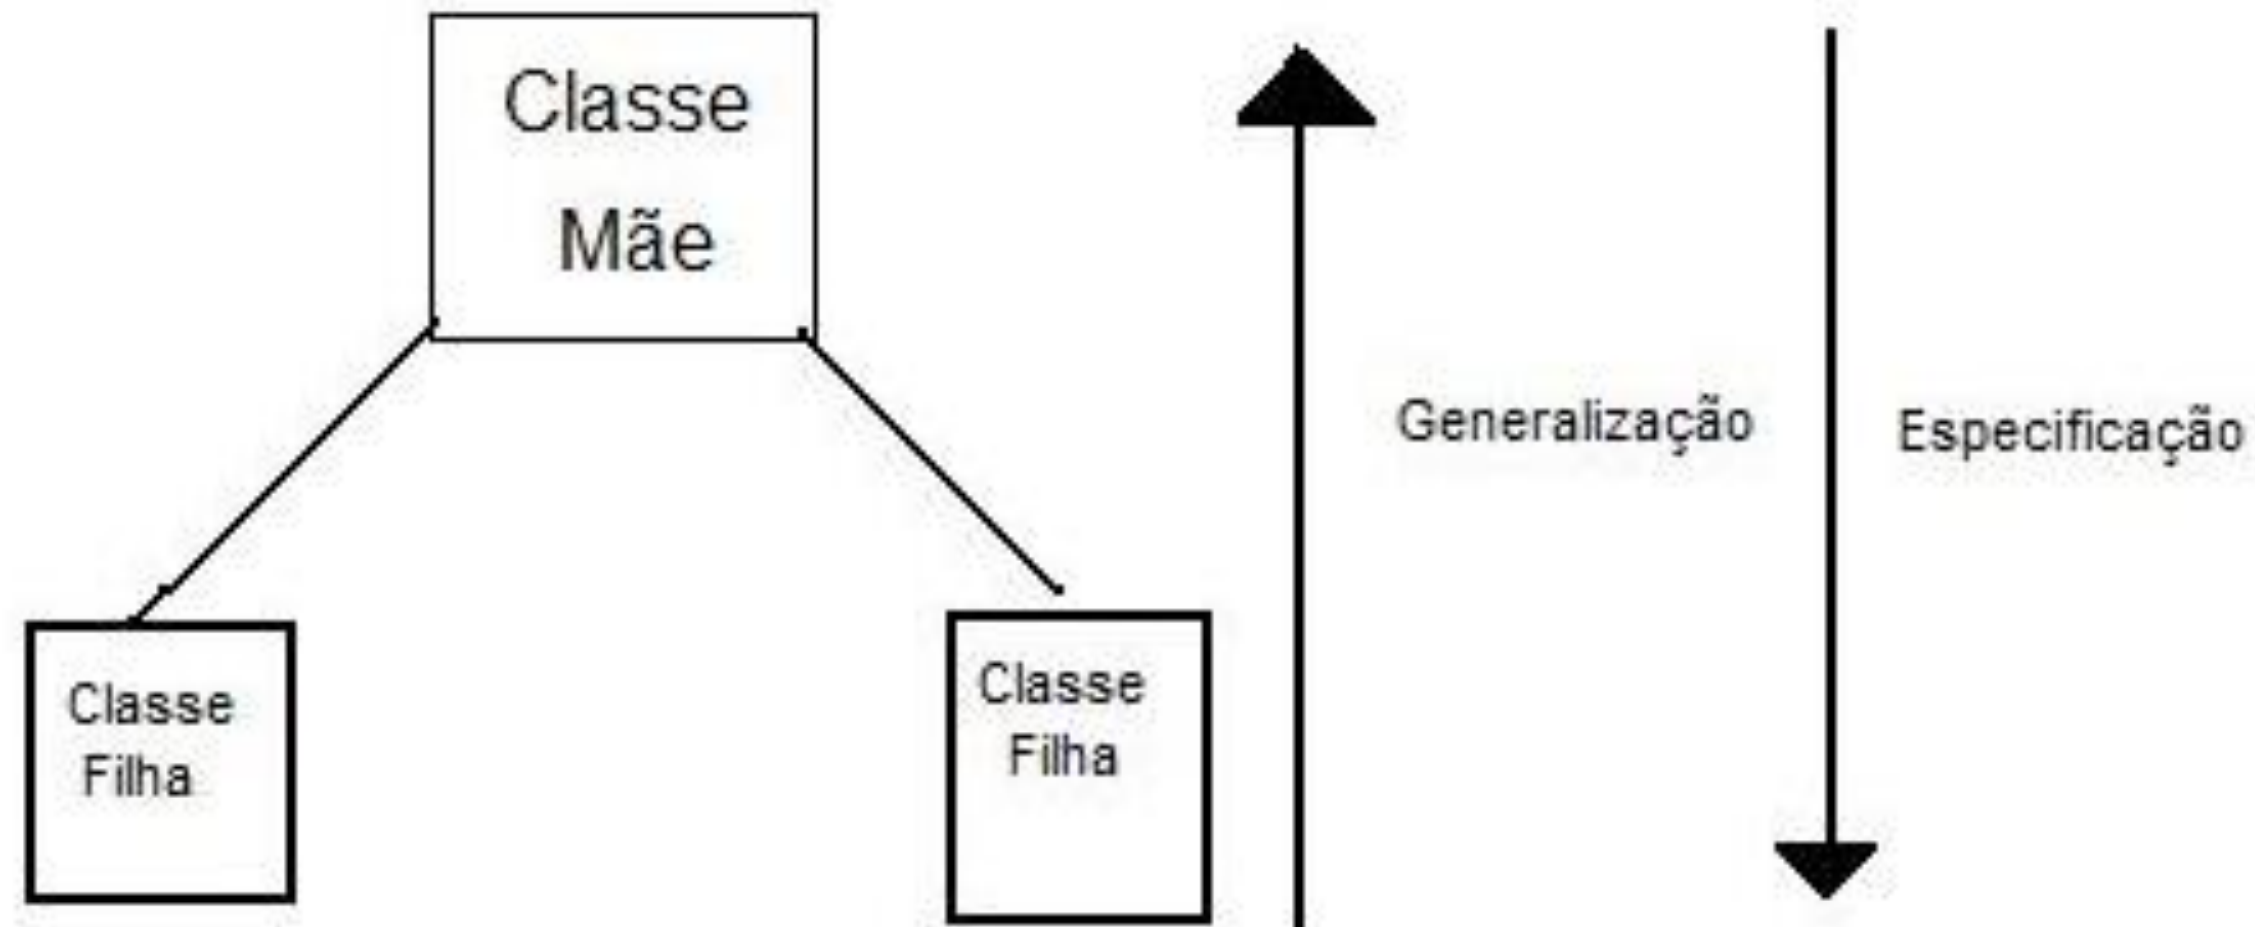 Classe
Mãe
Generalização
Especificação
Classe
Filha
Classe
Filha